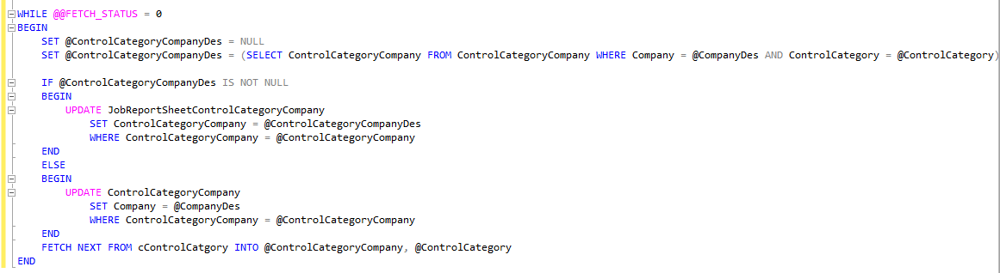 WHILE @@FETCH_STATUS = 0
BEGIN
SET @ControlCategoryCompanyDes = NULL
SET @ControlCategoryCompanyDes = (SELECT ControlCategoryCompany FROM ControlCategoryCompany WHERE Company = @CompanyDes AND ControlCategory = @ControlCategory)
IF @ControlCategoryCompanyDes IS NOT NULL
BEGIN
UPDATE JobReportSheetControlCategoryCompany
SET ControlCategoryCompany = @ControlCategoryCompanyDes
WHERE ControlCategoryCompany = @ControlCategoryCompany
END
ELSE
BEGIN
UPDATE ControlCategoryCompany
SET Company = @CompanyDes
WHERE ControlCategoryCompany = @ControlCategoryCompany
END
FETCH NEXT FROM cControlCatgory INTO @ControlCategoryCompany, @ControlCategory
END